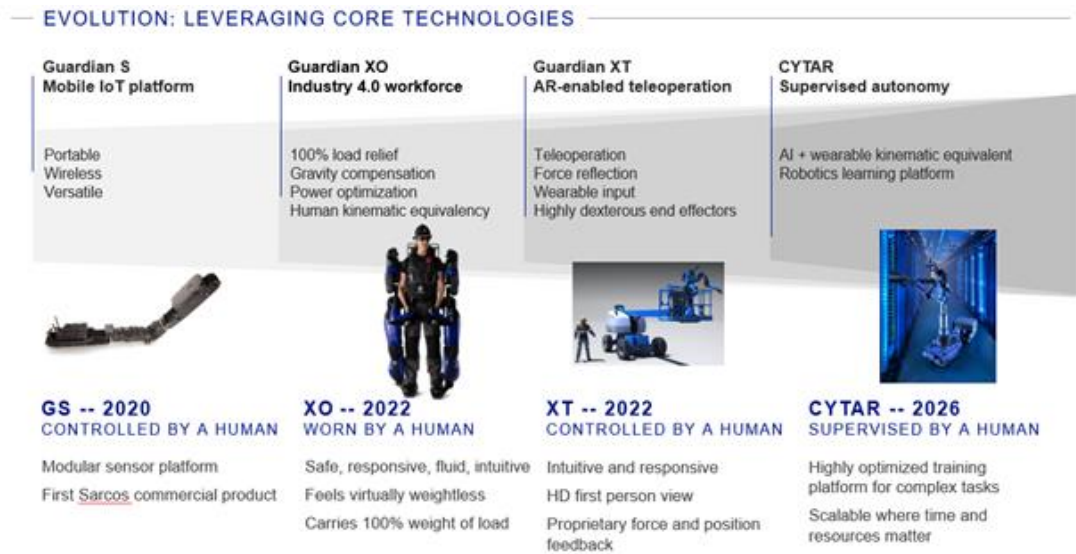 EVOLUTION: LEVERAGING CORE TECHNOLOGIES
Guardian S
Mobile IoT platform
Portable
Wireless
Versatile
Guardian XO
Industry 4.0 workforce
100% load relief
Gravity compensation
Power optimization
Human kinematic equivalency
Guardian XT
AR-enabled teleoperation
Teleoperation
Force reflection
Wearable input
Highly dexterous end effectors
CYTAR
Supervised autonomy
AI + wearable kinematic equivalent
Robotics learning platform
GS -- 2020
CONTROLLED BY A HUMAN
Modular sensor platform
First Sarcos commercial product
XO -- 2022
WORN BY A HUMAN
Safe, responsive, fluid, intuitive
Feels virtually weightless
Carries 100% weight of load
XT -- 2022
CONTROLLED BY A HUMAN
Intuitive and responsive
HD first person view
Proprietary force and position
feedback
CYTAR -- 2026
SUPERVISED BY A HUMAN
Highly optimized training
platform for complex tasks
Scalable where time and
resources matter